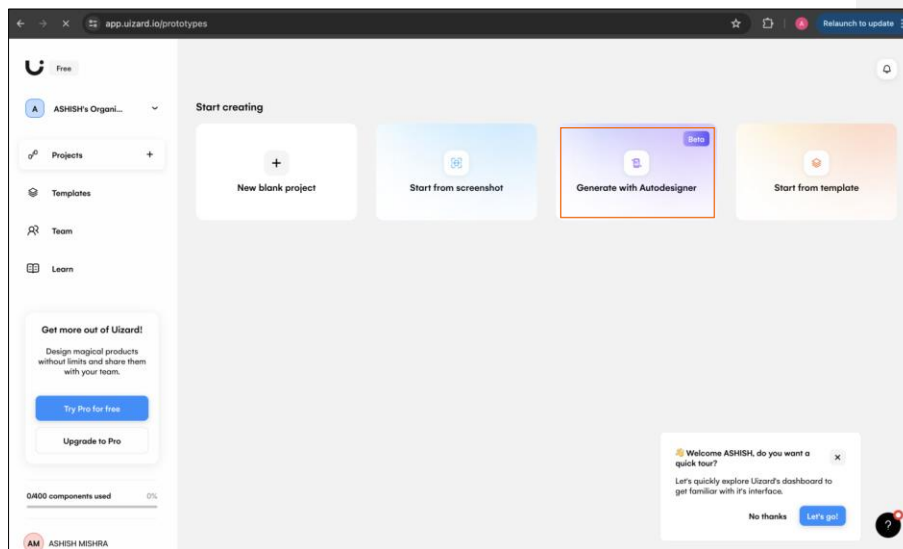 app.uizard.io/prototypes
A
Relaunch to update
Free
A
ASHISH's Organi...
Projects
+
Templates
Team
Learn
Get more out of Uizard!
Design magical products
without limits and share them
with your team.
Try Pro for free
Upgrade to Pro
0/400 components used
0%
AM
ASHISH MISHRA
Start creating
+
New blank project
Start from screenshot
Beta
Generate with Autodesigner
Start from template
👋 Welcome ASHISH, do you want a
quick tour?
Let's quickly explore Uizard's dashboard to
get familiar with it's interface.
No thanks
Let's go!
?